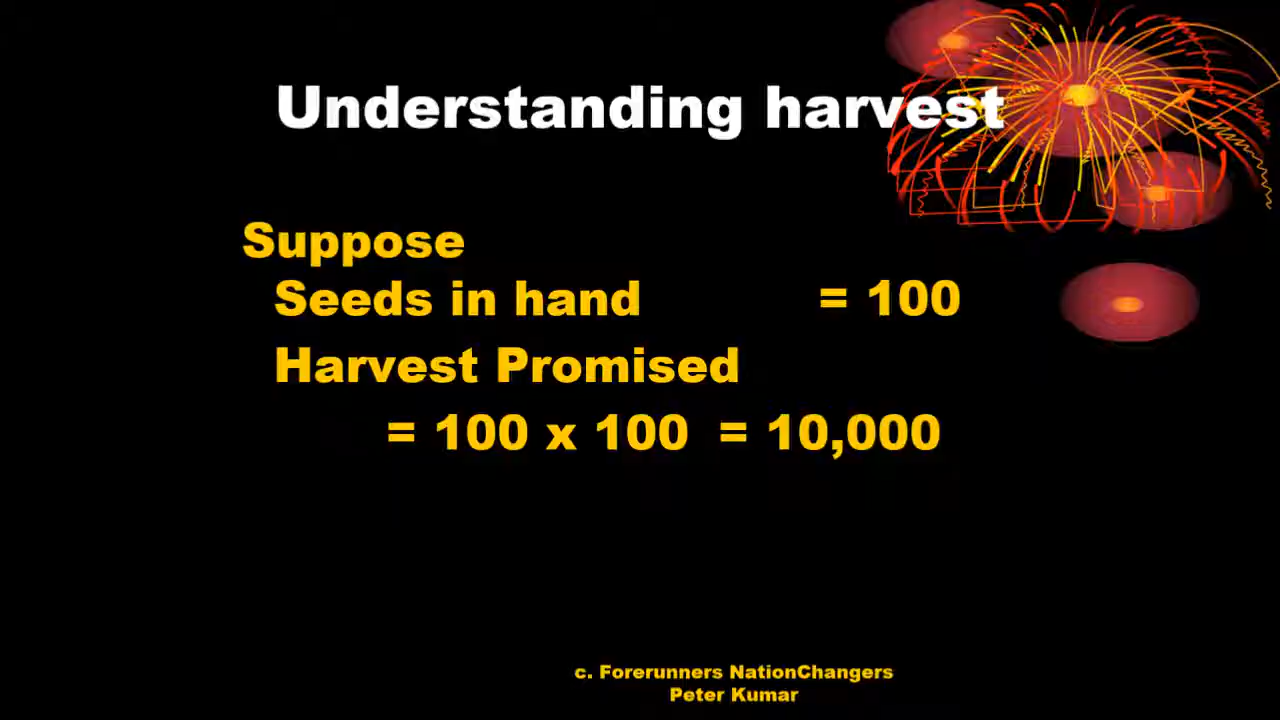 Understanding harvest
Suppose
Seeds in hand = 100
Harvest Promised
= 100 x 100 = 10,000
c. Forerunners NationChangers
Peter Kumar